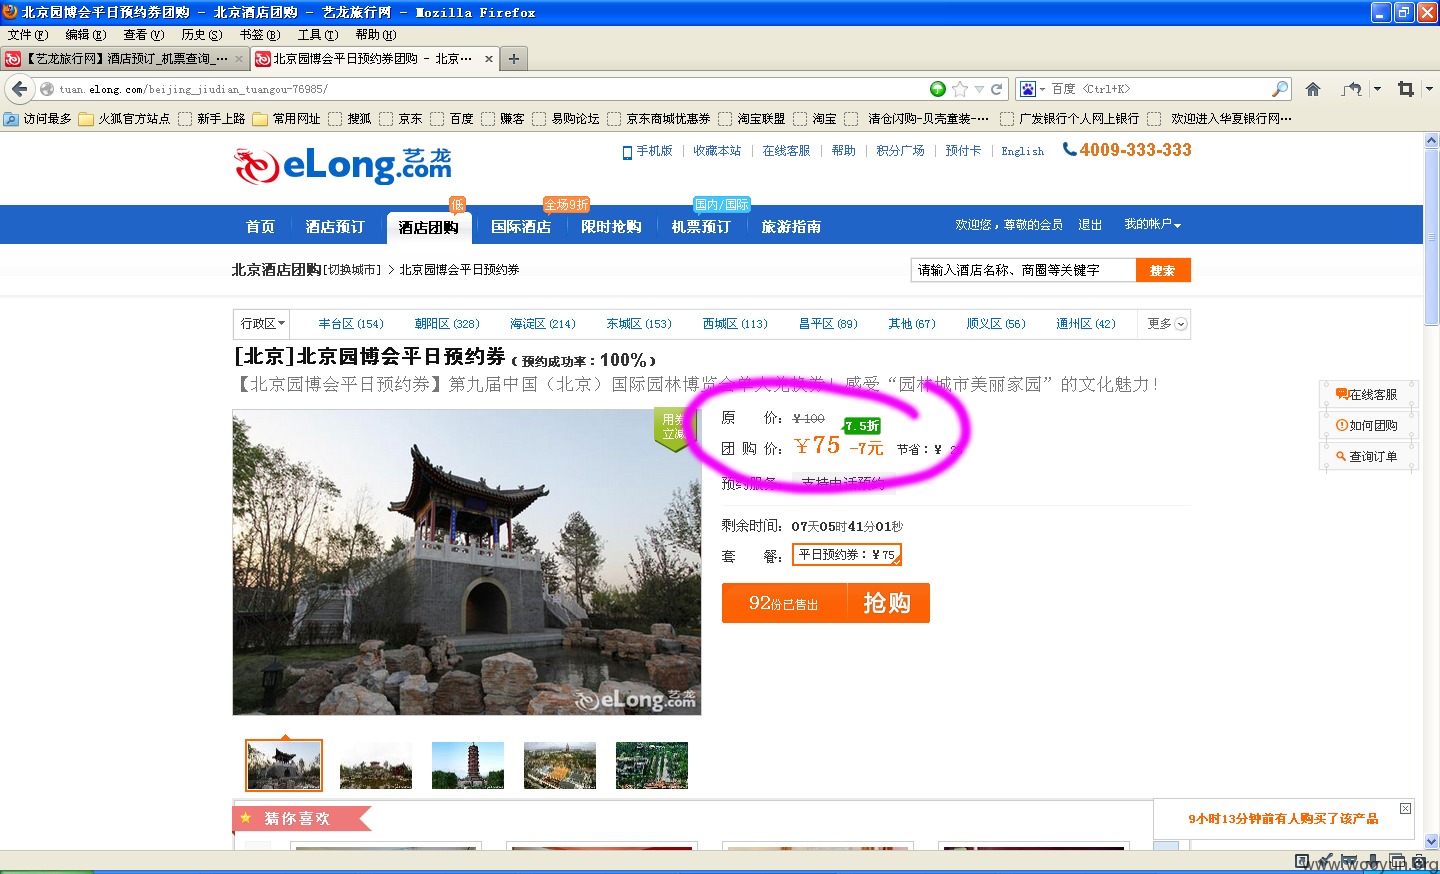 北京园博会平日预约券团购 - 北京酒店团购 - 艺龙旅行网 - Mozilla Firefox
文件(F) 编辑(E) 查看(V) 历史(S) 书签(B) 工具(T) 帮助(H)
【艺龙旅行网】酒店预订_机票查询_... 北京园博会平日预约券团购 - 北京...
tuan.elong.com/beijing_jiudian_tuangou-76985/ 百度 <Ctrl+K>
访问最多 火狐官方站点 新手上路 常用网址 搜狐 京东 百度 赚客 易购论坛 京东商城优惠券 淘宝联盟 淘宝 清仓闪购-贝壳童装-... 广发银行个人网上银行 欢迎进入华夏银行网...
eLong艺龙.com 手机版 收藏本站 在线客服 帮助 积分广场 预付卡 English 4009-333-333
低 全场9折 国内/国际
首页 酒店预订 酒店团购 国际酒店 限时抢购 机票预订 旅游指南 欢迎您，尊敬的会员 退出 我的帐户
北京酒店团购[切换城市] > 北京园博会平日预约券 请输入酒店名称、商圈等关键字 搜索
行政区 丰台区(154) 朝阳区(328) 海淀区(214) 东城区(153) 西城区(113) 昌平区(89) 其他(67) 顺义区(56) 通州区(42) 更多
[北京]北京园博会平日预约券 ( 预约成功率：100% )
【北京园博会平日预约券】第九届中国（北京）国际园林博览会单人兑换券！感受“园林城市美丽家园”的文化魅力！
用券立减
原 价： ¥100
7.5折
团 购 价： ¥75 -7元 节省：¥
预约服务： 支持电话预约
剩余时间： 07天05时41分01秒
套 餐： 平日预约券：¥75
92份已售出 抢购
在线客服
如何团购
查询订单
eLong艺龙.com
猜你喜欢
9小时13分钟前有人购买了该产品
www.wooyun.org